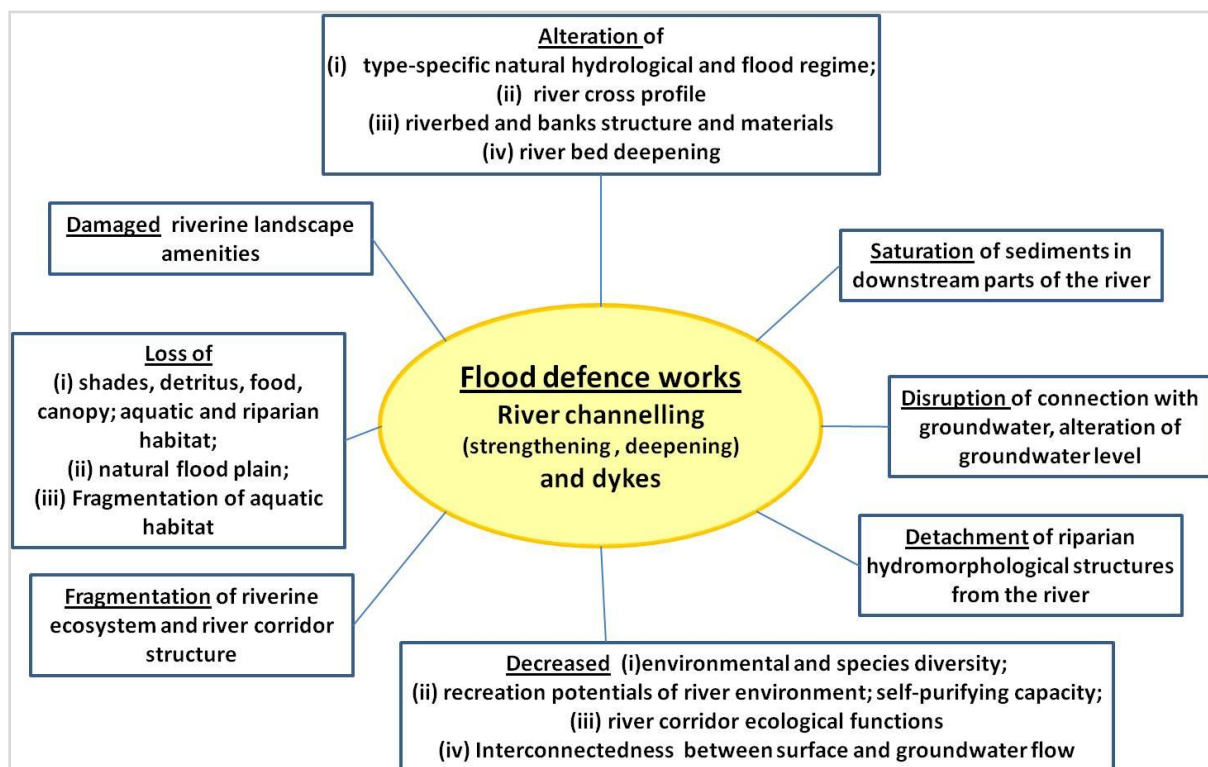 Alteration of
(i) type-specific natural hydrological and flood regime;
(ii) river cross profile
(iii) riverbed and banks structure and materials
(iv) river bed deepening
Damaged riverine landscape
amenities
Saturation of sediments in
downstream parts of the river
Loss of
(i) shades, detritus, food,
canopy; aquatic and riparian
habitat;
(ii) natural flood plain;
(iii) Fragmentation of aquatic
habitat
Flood defence works
River channelling
(strengthening , deepening)
and dykes
Disruption of connection with
groundwater, alteration of
groundwater level
Detachment of riparian
hydromorphological structures
from the river
Fragmentation of riverine
ecosystem and river corridor
structure
Decreased (i)environmental and species diversity;
(ii) recreation potentials of river environment; self-purifying capacity;
(iii) river corridor ecological functions
(iv) Interconnectedness between surface and groundwater flow